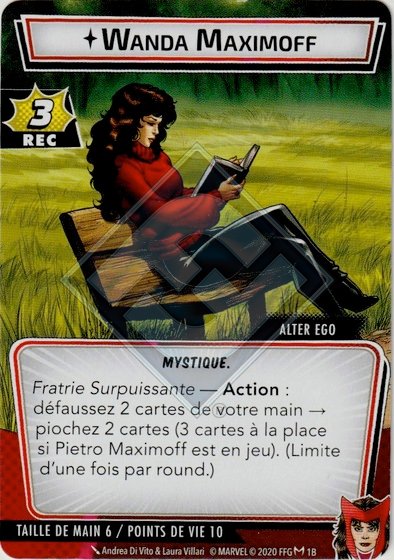 WANDA MAXIMOFF
3
REC
ALTER EGO
MYSTIQUE.
Fratrie Surpuissante — Action :
défaussez 2 cartes de votre main →
piochez 2 cartes (3 cartes à la place
si Pietro Maximoff est en jeu). (Limite
d'une fois par round.)
TAILLE DE MAIN 6 / POINTS DE VIE 10
Andrea Di Vito & Laura Villari © MARVEL © 2020 FFG 18